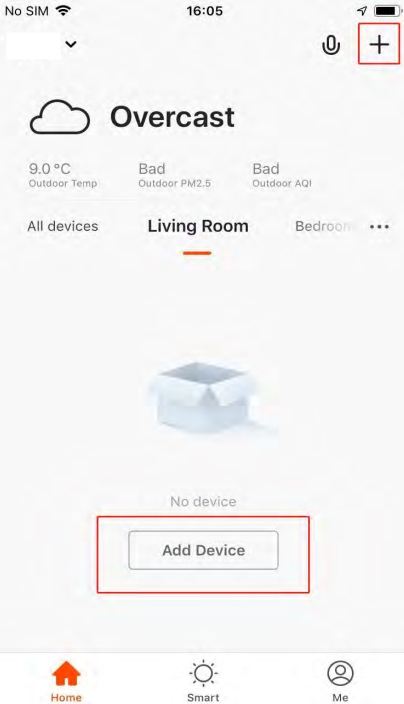 No SIM 16:05
Overcast
9.0 °C Bad Bad
Outdoor Temp Outdoor PM2.5 Outdoor AQI
All devices Living Room Bedroom
No device
Add Device
Home Smart Me